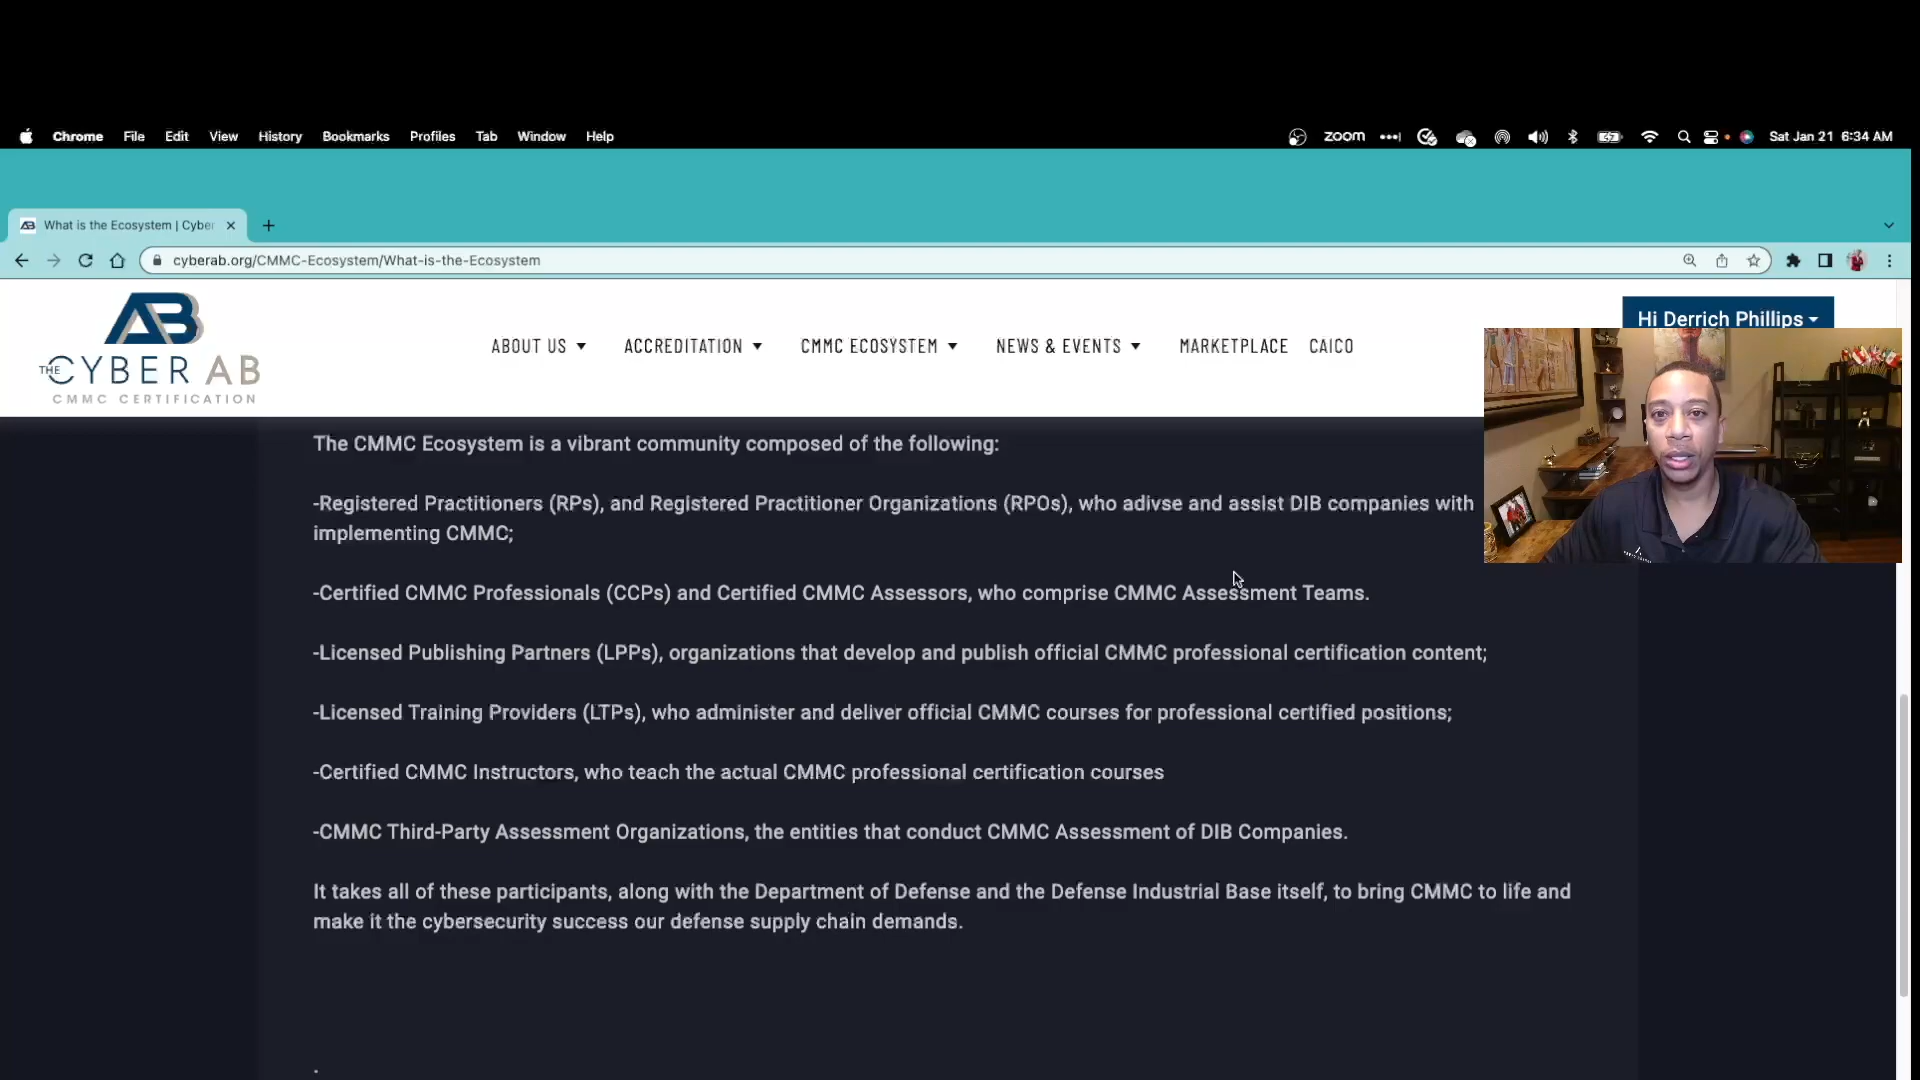 Chrome File Edit View History Bookmarks Profiles Tab Window Help zoom Sat Jan 21 6:34 AM
What is the Ecosystem | Cyber
cyberab.org/CMMC-Ecosystem/What-is-the-Ecosystem
Hi Derrich Phillips
AB
THE CYBER AB
CMMC CERTIFICATION
ABOUT US ACCREDITATION CMMC ECOSYSTEM NEWS & EVENTS MARKETPLACE CAICO
The CMMC Ecosystem is a vibrant community composed of the following:
-Registered Practitioners (RPs), and Registered Practitioner Organizations (RPOs), who adivse and assist DIB companies with
implementing CMMC;
-Certified CMMC Professionals (CCPs) and Certified CMMC Assessors, who comprise CMMC Assessment Teams.
-Licensed Publishing Partners (LPPs), organizations that develop and publish official CMMC professional certification content;
-Licensed Training Providers (LTPs), who administer and deliver official CMMC courses for professional certified positions;
-Certified CMMC Instructors, who teach the actual CMMC professional certification courses
-CMMC Third-Party Assessment Organizations, the entities that conduct CMMC Assessment of DIB Companies.
It takes all of these participants, along with the Department of Defense and the Defense Industrial Base itself, to bring CMMC to life and
make it the cybersecurity success our defense supply chain demands.
.